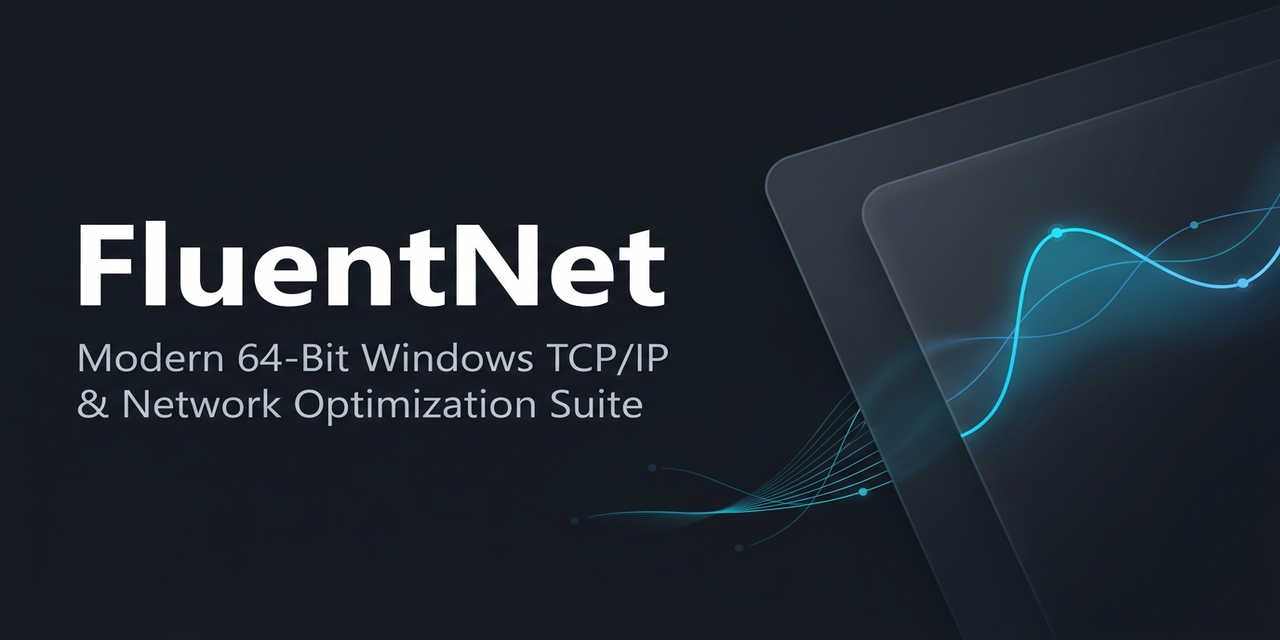 FluentNet
Modern 64-Bit Windows TCP/IP
& Network Optimization Suite